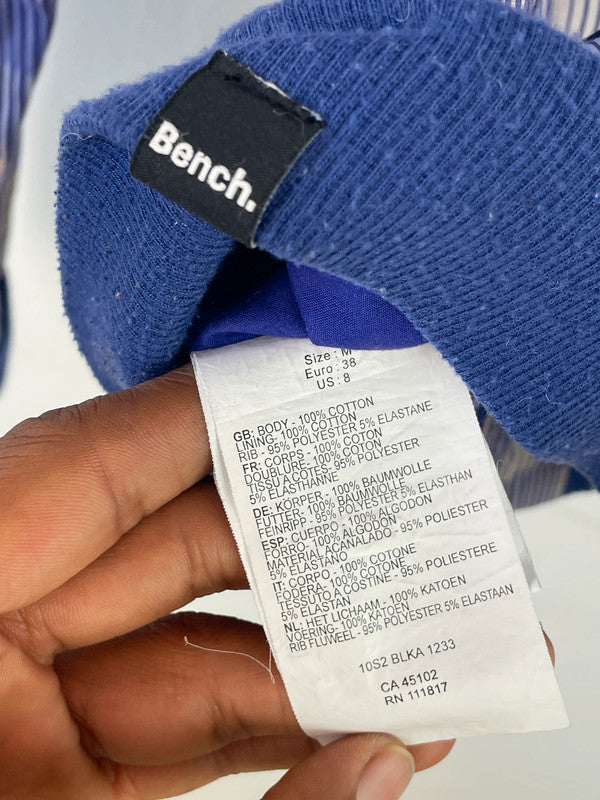 Bench.
Size : M
Euro : 38
US : 8
GB: BODY - 100% COTTON
LINING- 100% COTTON
RIB - 95% POLYESTER 5% ELASTANE
FR: CORPS - 100% COTON
DOUBLURE- 100% COTON
TISSU A COTES- 95% POLYESTER
5% ELASTHANNE
DE: KÖRPER - 100% BAUMWOLLE
FUTTER- 100% BAUMWOLLE
FEINRIPP- 95% POLYESTER 5% ELASTHAN
ESP: CUERPO - 100% ALGODON
FORRO- 100% ALGODON
MATERIAL ACANALADO - 95% POLIESTER
5% ELASTANO
IT: CORPO - 100% COTONE
FODERA - 100% COTONE
TESSUTO A COSTINE - 95% POLIESTERE
5% ELASTAN
NL: HET LICHAAM - 100% KATOEN
VOERING- 100% KATOEN
RIB FLUWEEL - 95% POLYESTER 5% ELASTAAN
10S2 BLKA 1233
CA 45102
RN 111817